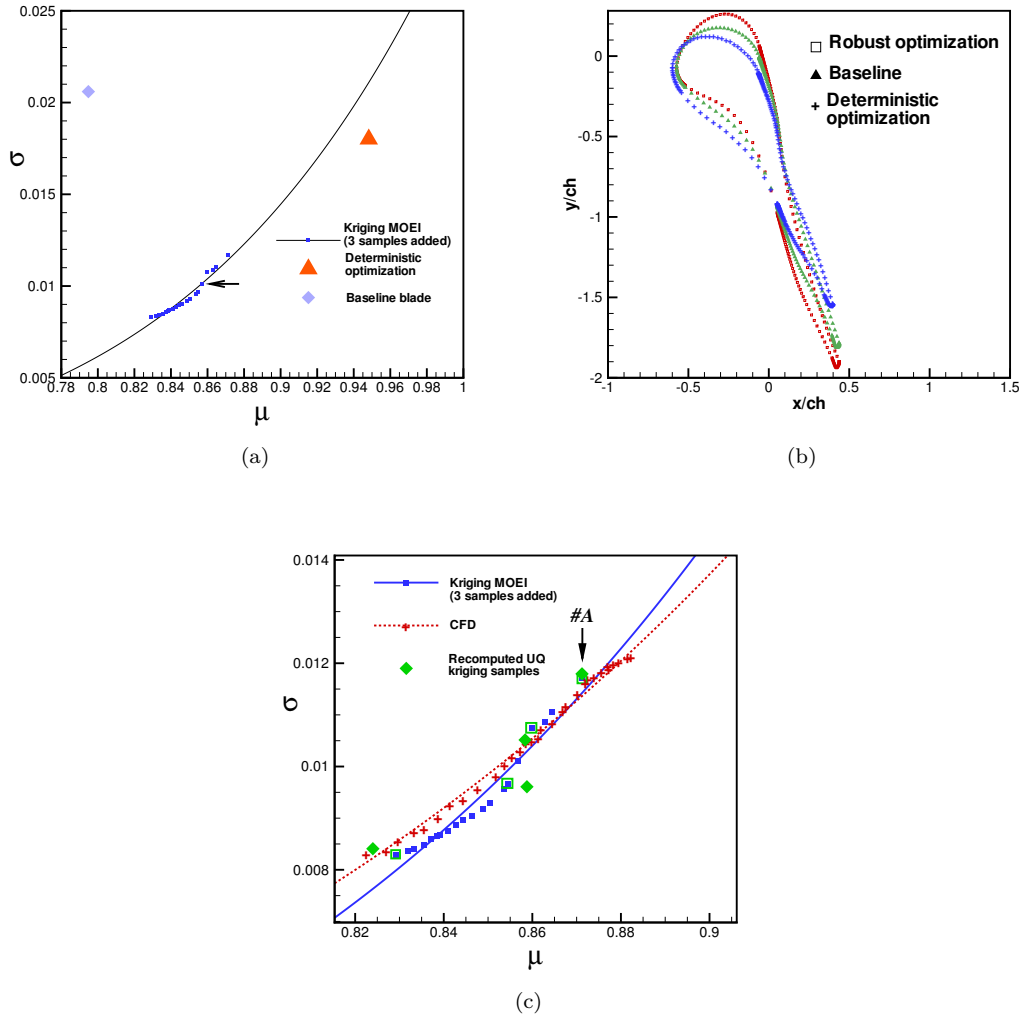 σ
0.025
0.02
0.015
0.01
0.005
0.78
0.8
0.82
0.84
0.86
0.88
0.9
0.92
0.94
0.96
0.98
1
μ
Kriging MOEI
(3 samples added)
Deterministic
optimization
Baseline blade
(a)
y/ch
0
-0.5
-1
-1.5
-2
-1
-0.5
0
0.5
1
1.5
x/ch
Robust optimization
Baseline
Deterministic
optimization
(b)
σ
0.014
0.012
0.01
0.008
0.82
0.84
0.86
0.88
0.9
μ
Kriging MOEI
(3 samples added)
CFD
Recomputed UQ
kriging samples
#A
(c)